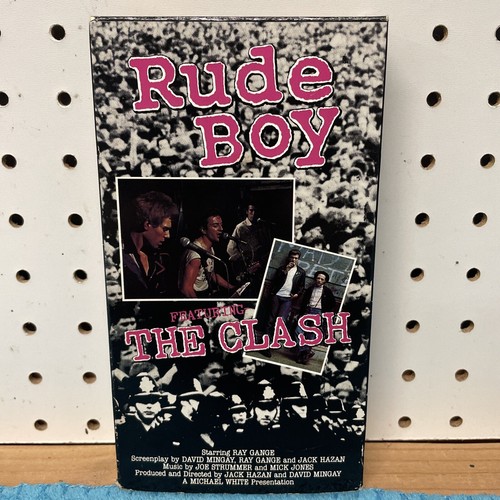 Rude
BOY
FEATURING
THE CLASH
Starring RAY GANGE
Screenplay by DAVID MINGAY, RAY GANGE and JACK HAZAN
Music by JOE STRUMMER and MICK JONES
Produced and Directed by JACK HAZAN and DAVID MINGAY
A MICHAEL WHITE Presentation